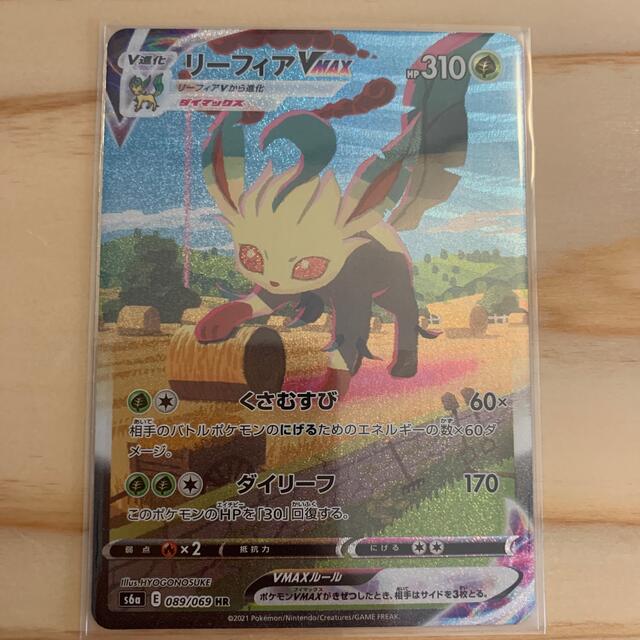 V進化 リーフィアVMAX HP310
リーフィアVから進化
ダイマックス
くさむすび 60×
相手のバトルポケモンのにげるためのエネルギーの数×60ダ
メージ。
ダイリーフ 170
このポケモンのHPを「30」回復する。
弱点 ×2 抵抗力 にげる
Illus. HYOGONOSUKE
s6a E 089/069 HR
VMAXルール
ポケモンVMAXがきぜつしたとき、相手はサイドを3枚とる。
©2021 Pokémon/Nintendo/Creatures/GAME FREAK.